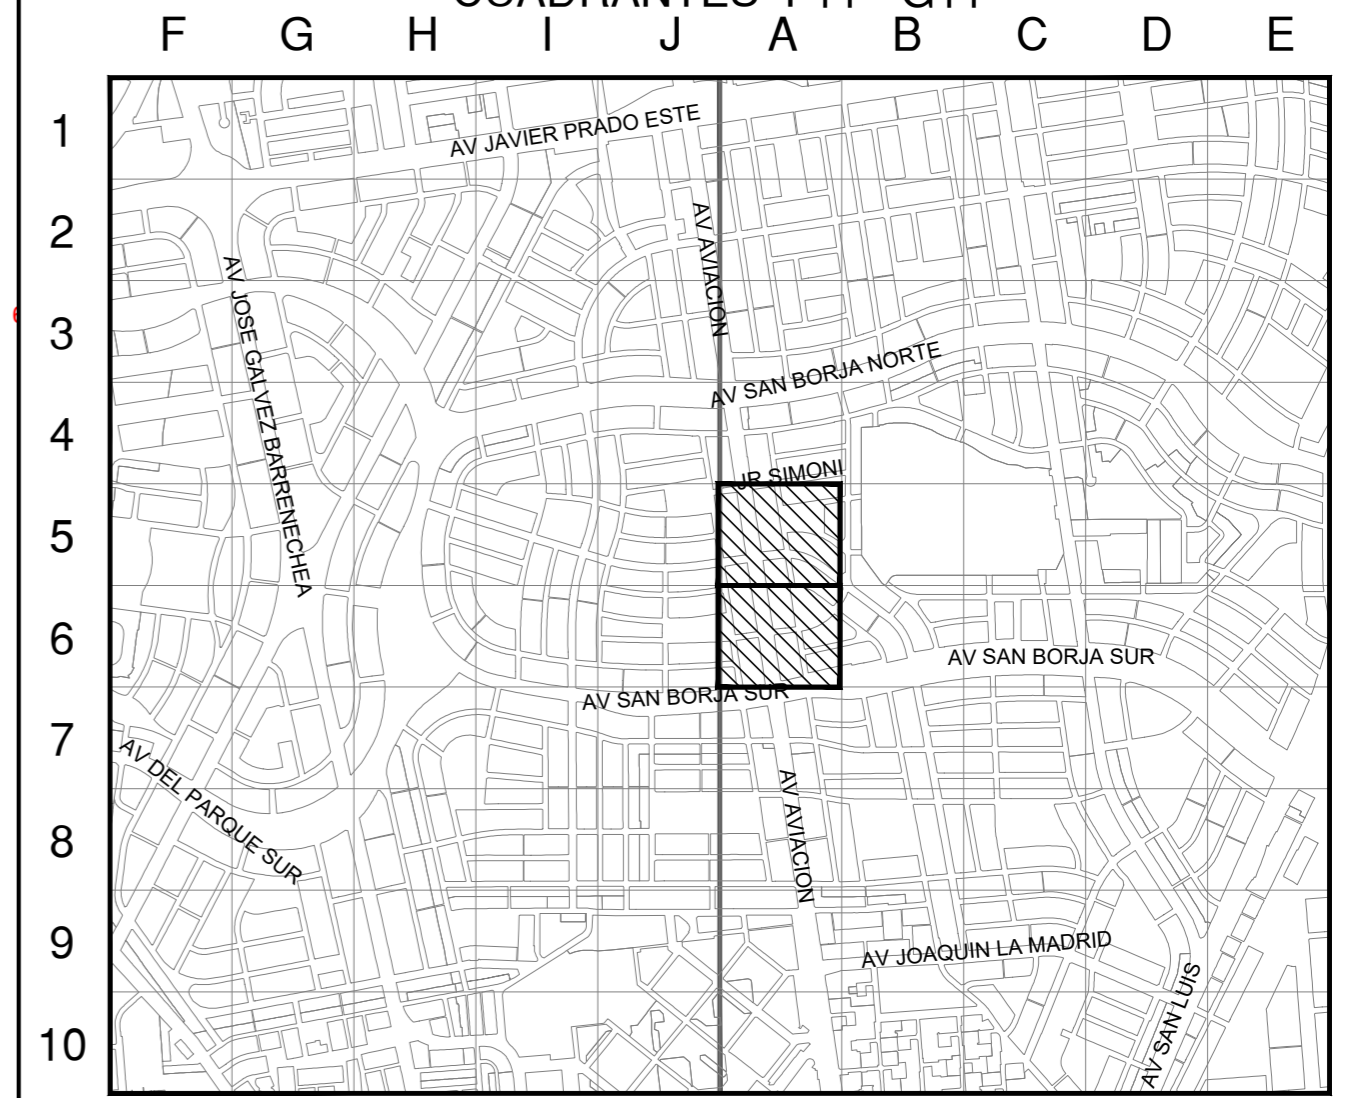 F G H I J A B C D E
1
AV JAVIER PRADO ESTE
2
AV AVIACION
AV JOSE GALVEZ BARRENECHEA
3
AV SAN BORJA NORTE
4
JR SIMONI
5
6
AV SAN BORJA SUR
AV SAN BORJA SUR
7
AV DEL PARQUE SUR
AV AVIACION
8
9
AV JOAQUIN LA MADRID
AV SAN LUIS
10